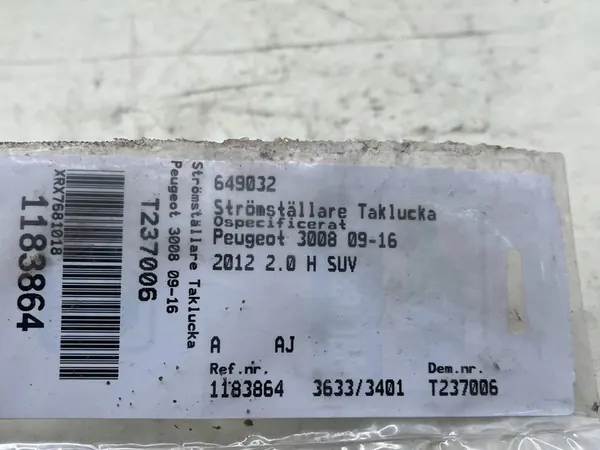 XRX7681018
1183864
T237006
Peugeot 3008 09-16
Strömställare Taklucka
649032
Strömställare Taklucka
Ospecificerat
Peugeot 3008 09-16
2012 2.0 H SUV
A AJ
Ref.nr. Dem.nr.
1183864 3633/3401 T237006